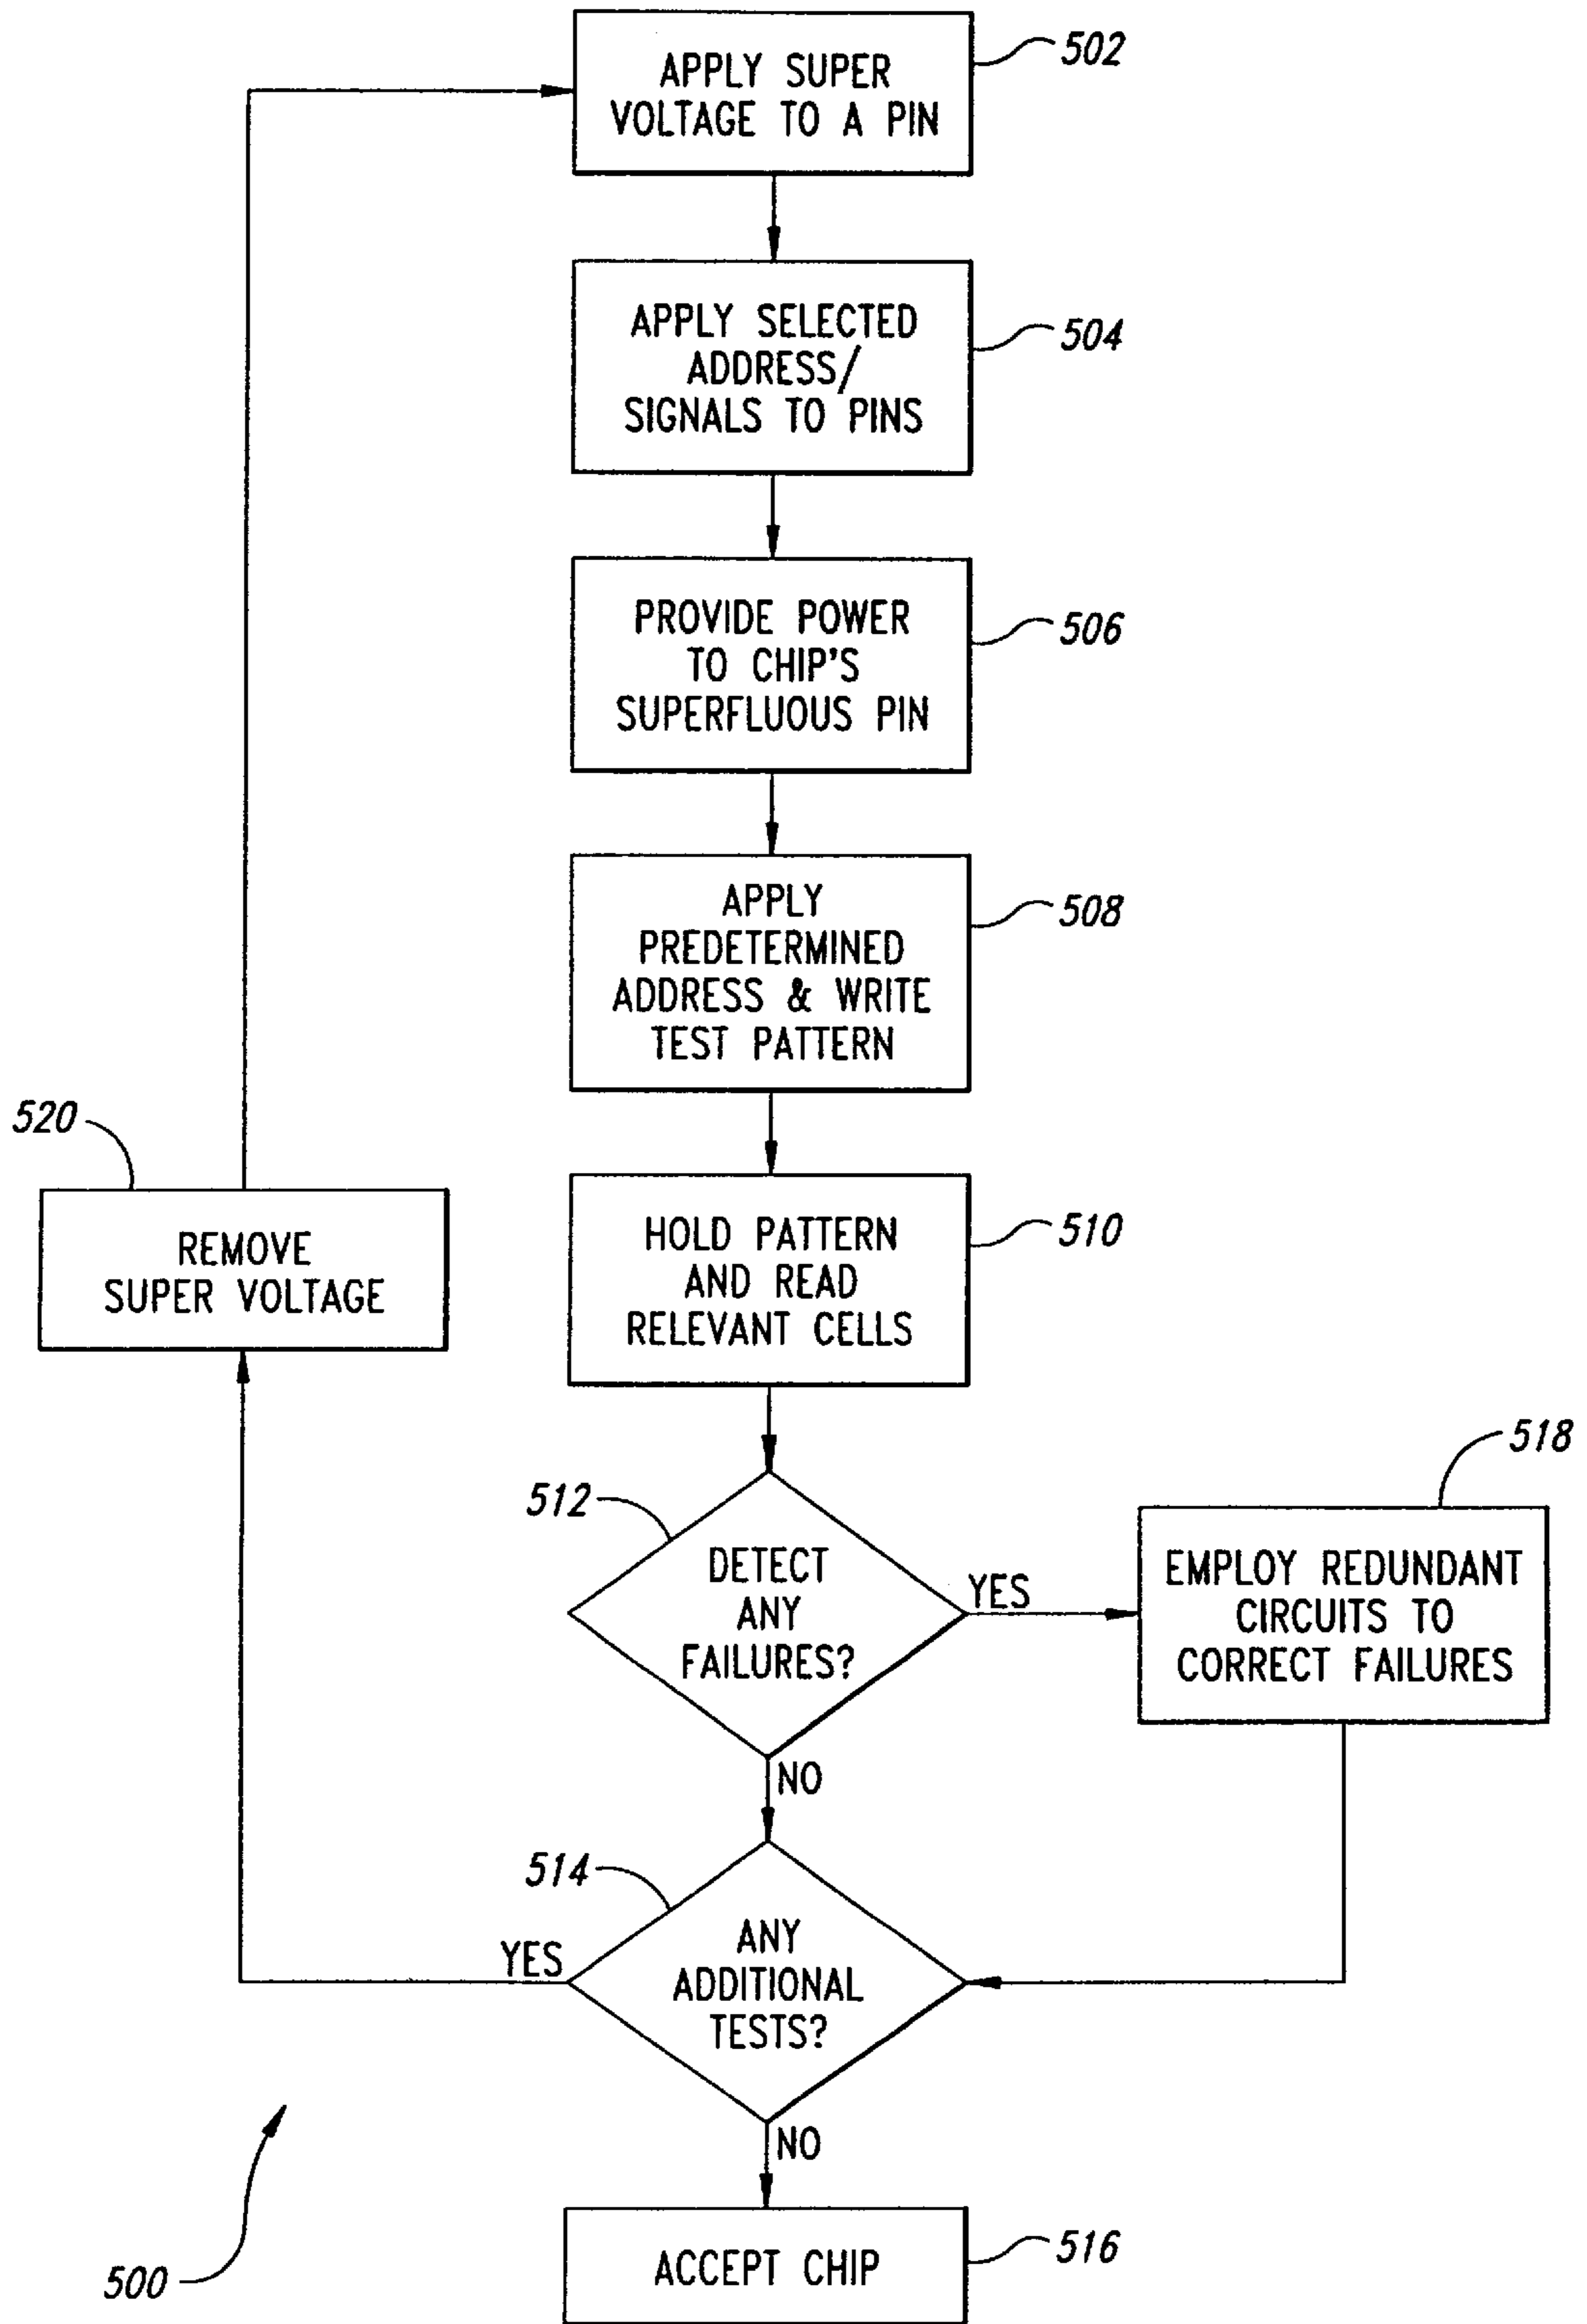 APPLY SUPER
VOLTAGE TO A PIN
502
APPLY SELECTED
ADDRESS/
SIGNALS TO PINS
504
PROVIDE POWER
TO CHIP'S
SUPERFLUOUS PIN
506
APPLY
PREDETERMINED
ADDRESS & WRITE
TEST PATTERN
508
520
REMOVE
SUPER VOLTAGE
HOLD PATTERN
AND READ
RELEVANT CELLS
510
512
DETECT
ANY
FAILURES?
YES
518
EMPLOY REDUNDANT
CIRCUITS TO
CORRECT FAILURES
NO
514
YES
ANY
ADDITIONAL
TESTS?
NO
500
ACCEPT CHIP
516